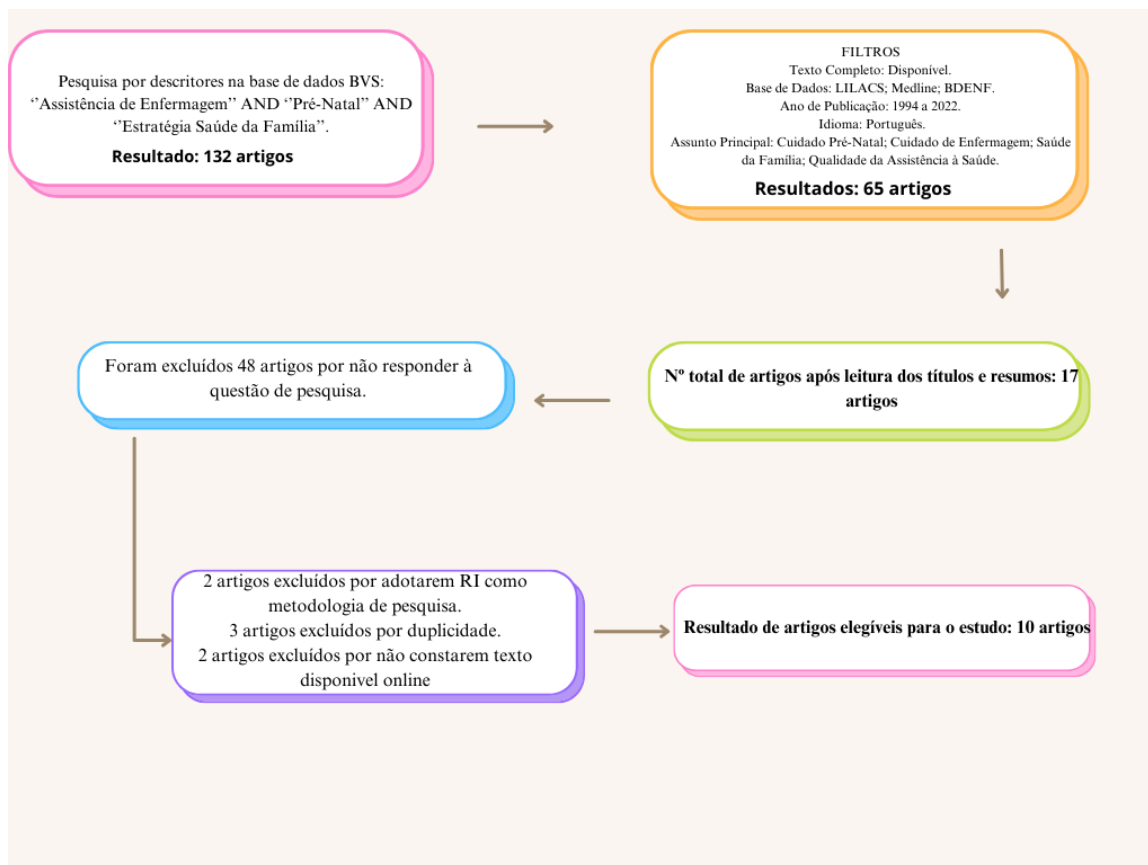 Pesquisa por descritores na base de dados BVS:
‘’Assistência de Enfermagem’’ AND ‘’Pré-Natal’’ AND
‘’Estratégia Saúde da Família’’.
Resultado: 132 artigos
FILTROS
Texto Completo: Disponível.
Base de Dados: LILACS; Medline; BDENF.
Ano de Publicação: 1994 a 2022.
Idioma: Português.
Assunto Principal: Cuidado Pré-Natal; Cuidado de Enfermagem; Saúde
da Família; Qualidade da Assistência à Saúde.
Resultados: 65 artigos
Nº total de artigos após leitura dos títulos e resumos: 17
artigos
Foram excluídos 48 artigos por não responder à
questão de pesquisa.
2 artigos excluídos por adotarem RI como
metodologia de pesquisa.
3 artigos excluídos por duplicidade.
2 artigos excluídos por não constarem texto
disponivel online
Resultado de artigos elegíveis para o estudo: 10 artigos